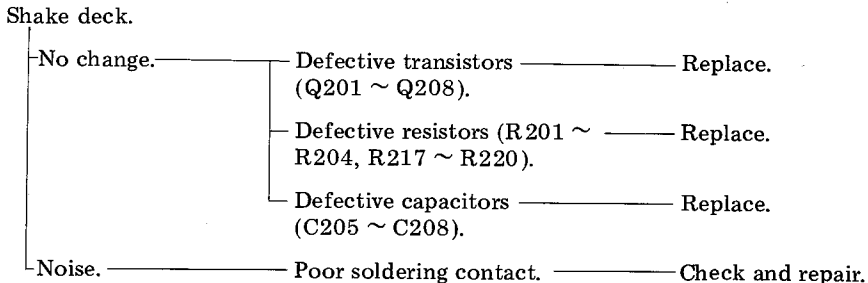 Shake deck.
No change. Defective transistors Replace.
(Q201 ~ Q208).
Defective resistors (R201 ~ Replace.
R204, R217 ~ R220).
Defective capacitors Replace.
(C205 ~ C208).
Noise. Poor soldering contact. Check and repair.